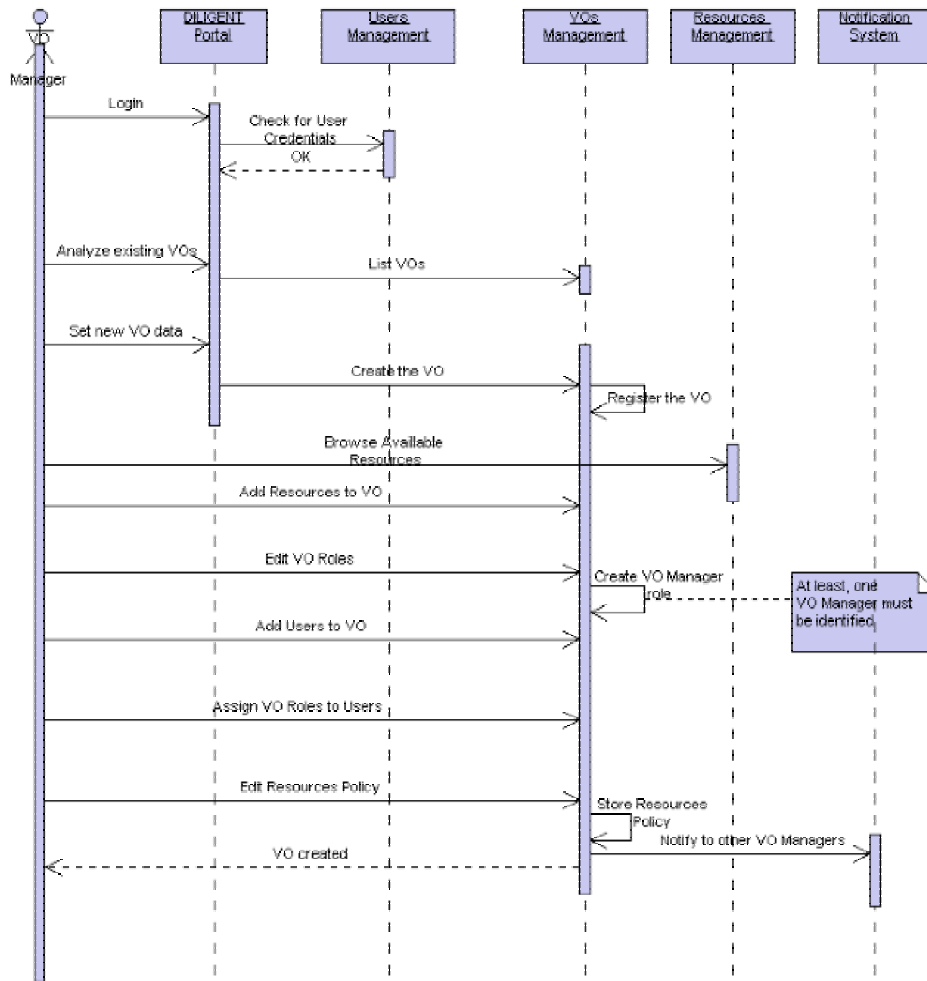 VO
Manager
DILIGENT
Portal
Users
Management
VOs
Management
Resources
Management
Notification
System
Login
Check for User
Credentials
OK
Analyze existing VOs
List VOs
Set new VO data
Create the VO
Register the VO
Browse Available
Resources
Add Resources to VO
Edit VO Roles
Create VO Manager
role
At least, one
VO Manager must
be identified
Add Users to VO
Assign VO Roles to Users
Edit Resources Policy
Store Resources
Policy
Notify to other VO Managers
VO created